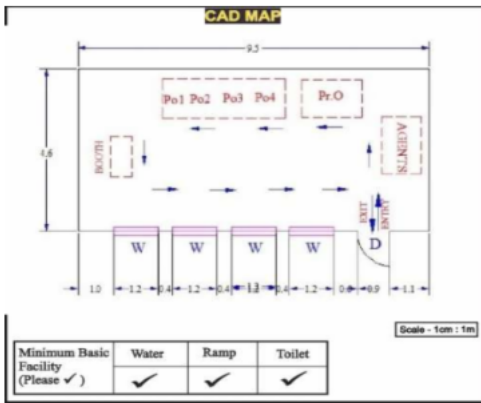 CAD MAP
9.5
Po1 Po2 Po3 Po4
Pr.O
4.6
BOOTH
AGENTS
EXIT
ENTRY
W W W W D
1.0 1.2 0.4 1.2 0.4 1.2 0.4 1.2 0.6 0.9 1.1
Scale - 1cm : 1m
Minimum Basic Water Ramp Toilet
Facility
(Please ✓) ✓ ✓ ✓